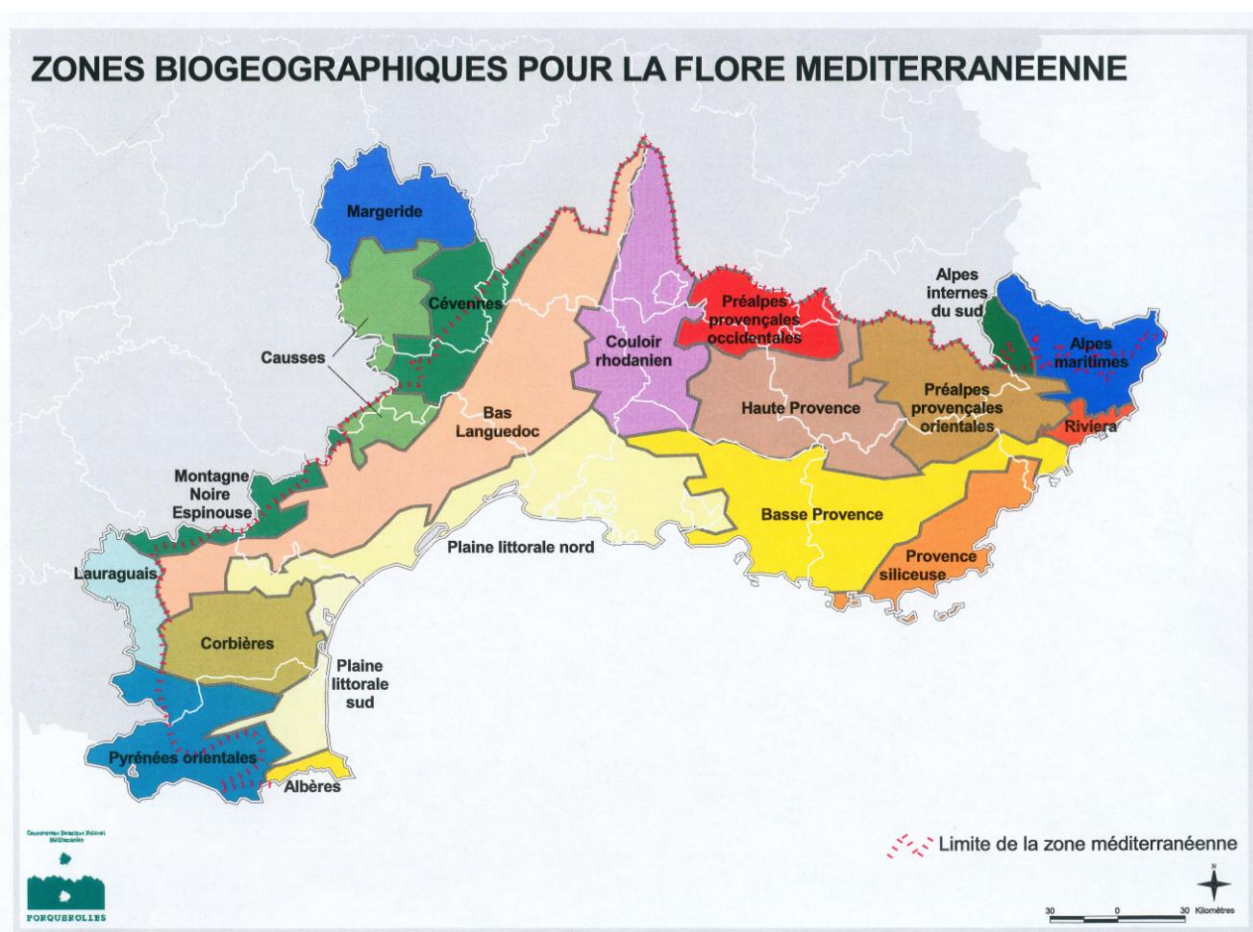 ZONES BIOGEOGRAPHIQUES POUR LA FLORE MEDITERRANEENNE
Margeride
Cévennes
Causses
Alpes
internes
du sud
Préalpes
provençales
occidentales
Couloir
rhodanien
Alpes
maritimes
Haute Provence
Préalpes
provençales
orientales
Riviera
Bas
Languedoc
Montagne
Noire
Espinouse
Basse Provence
Plaine littorale nord
Provence
siliceuse
Lauraguais
Corbières
Plaine
littorale
sud
Pyrénées orientales
Albères
Limite de la zone méditerranéenne
N
30 0 30 Kilomètres
PORQUEROLLES